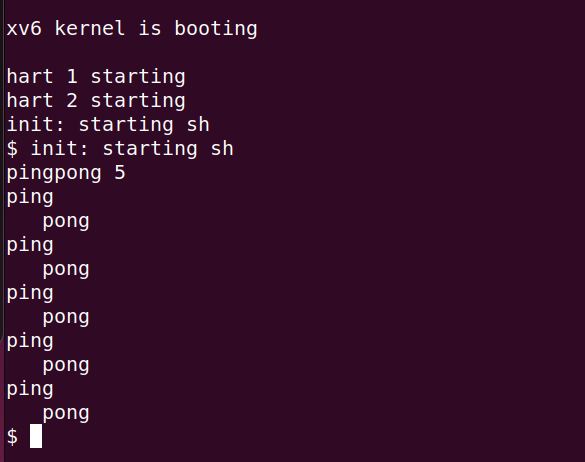 xv6 kernel is booting
hart 1 starting
hart 2 starting
init: starting sh
$ init: starting sh
pingpong 5
ping
   pong
ping
   pong
ping
   pong
ping
   pong
ping
   pong
$